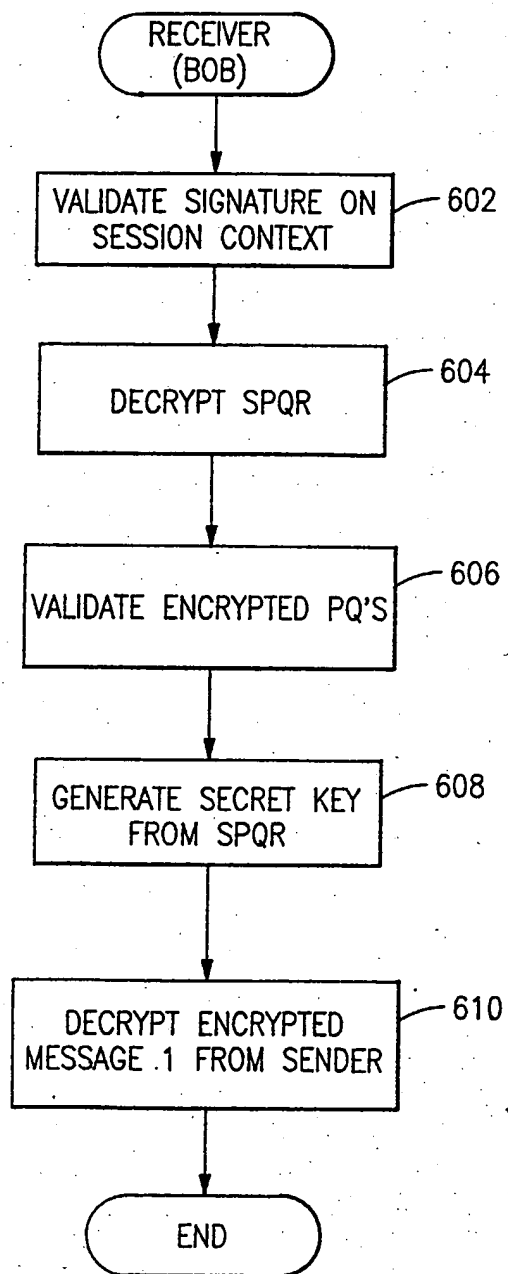 RECEIVER
(BOB)
VALIDATE SIGNATURE ON
SESSION CONTEXT
602
DECRYPT SPQR
604
VALIDATE ENCRYPTED PQ'S
606
GENERATE SECRET KEY
FROM SPQR
608
DECRYPT ENCRYPTED
MESSAGE 1 FROM SENDER
610
END